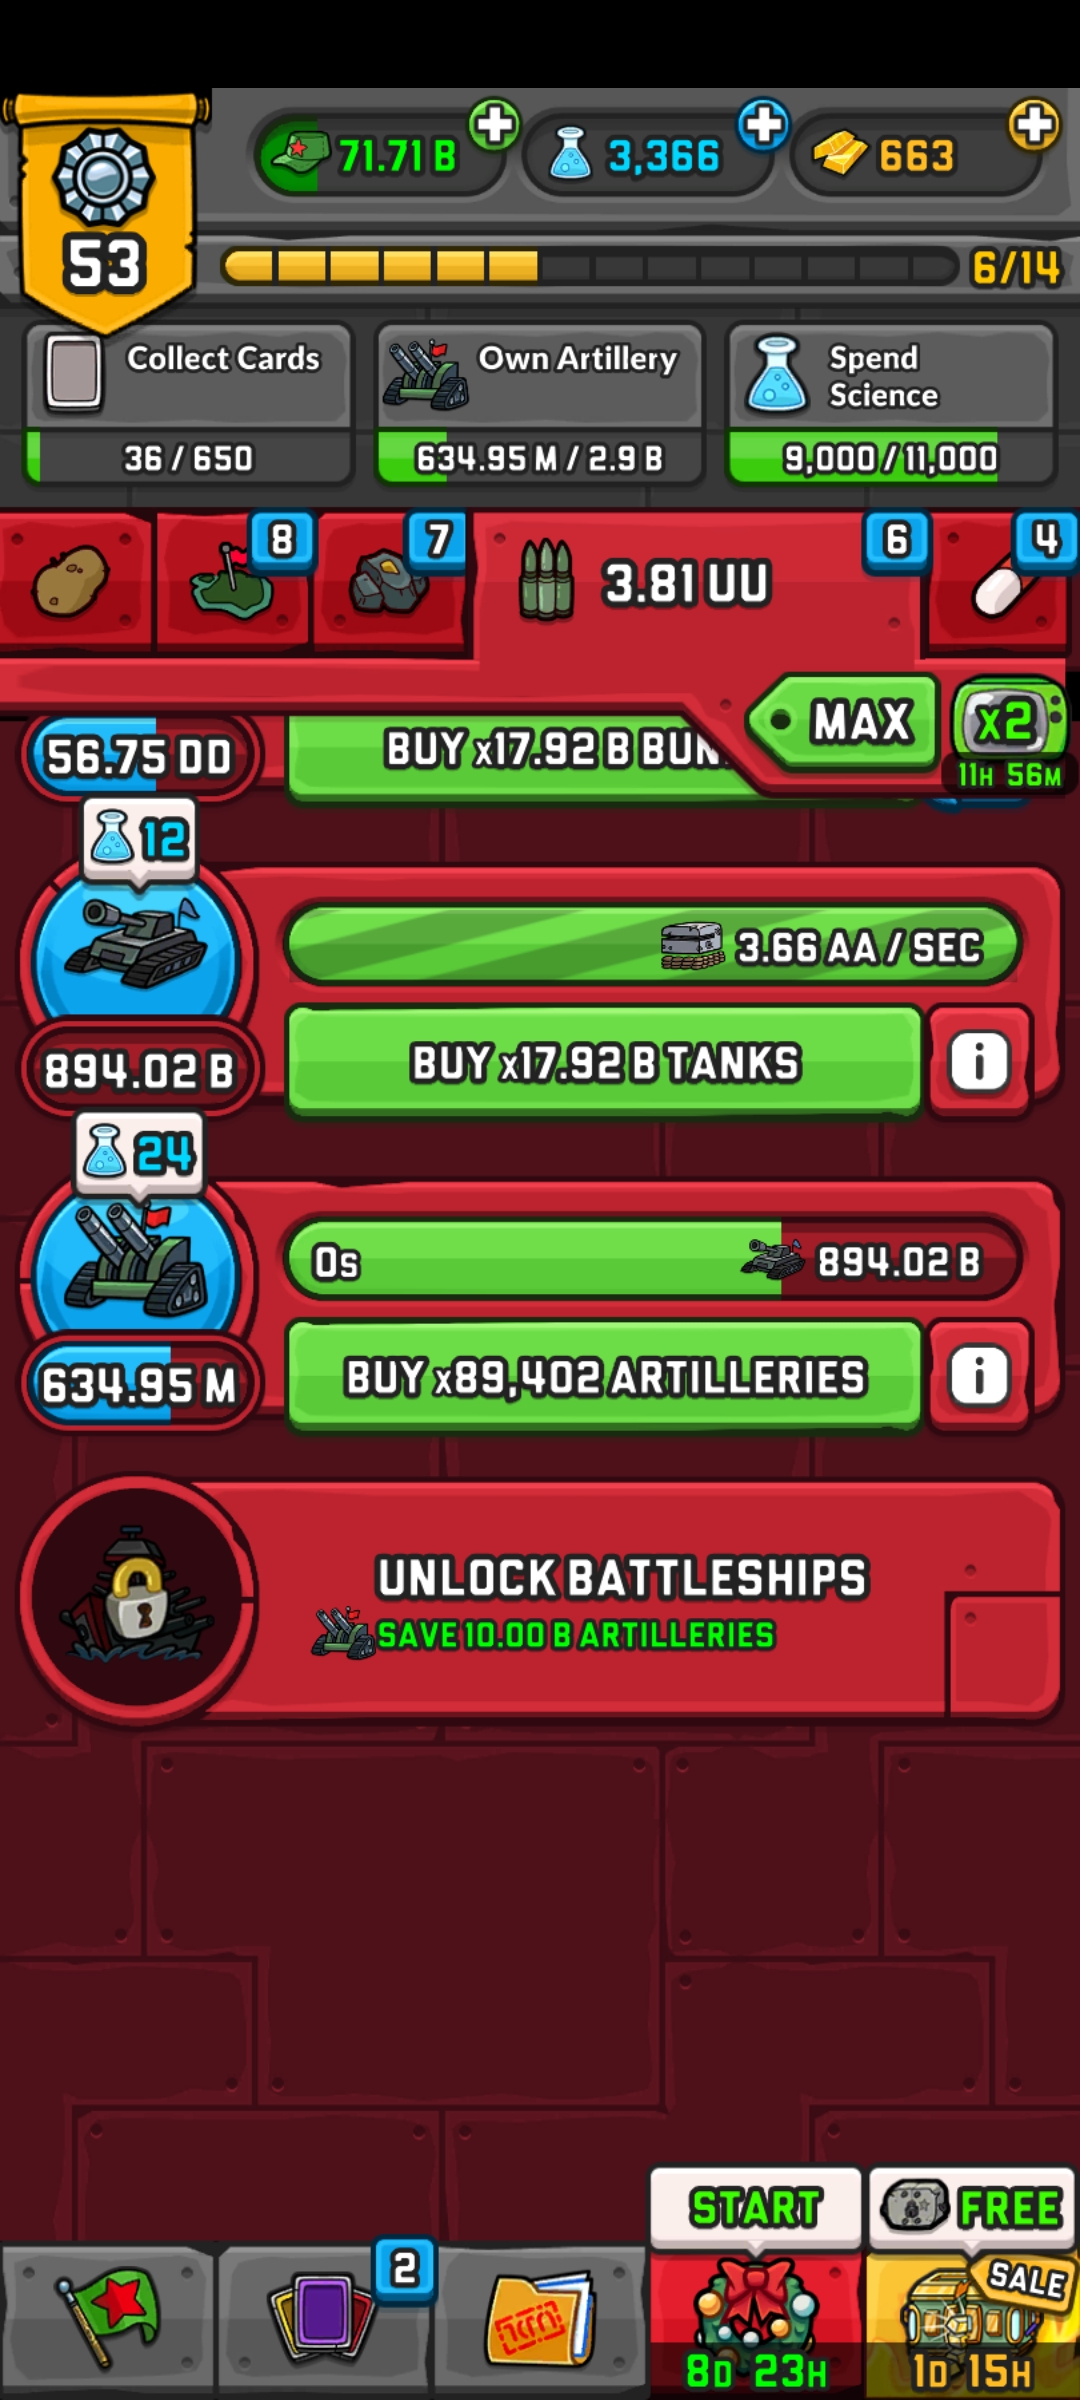 71.71 B
3,366
663
53
6/14
Collect Cards
36 / 650
Own Artillery
634.95 M / 2.9 B
Spend
Science
9,000 / 11,000
8
7
3.81 UU
6
4
MAX
x2
11H 56M
56.75 DD
BUY x17.92 B BUN
12
3.66 AA / SEC
894.02 B
BUY x17.92 B TANKS
i
24
0s
894.02 B
634.95 M
BUY x89,402 ARTILLERIES
i
UNLOCK BATTLESHIPS
SAVE 10.00 B ARTILLERIES
START
FREE
2
SALE
8D 23H
1D 15H